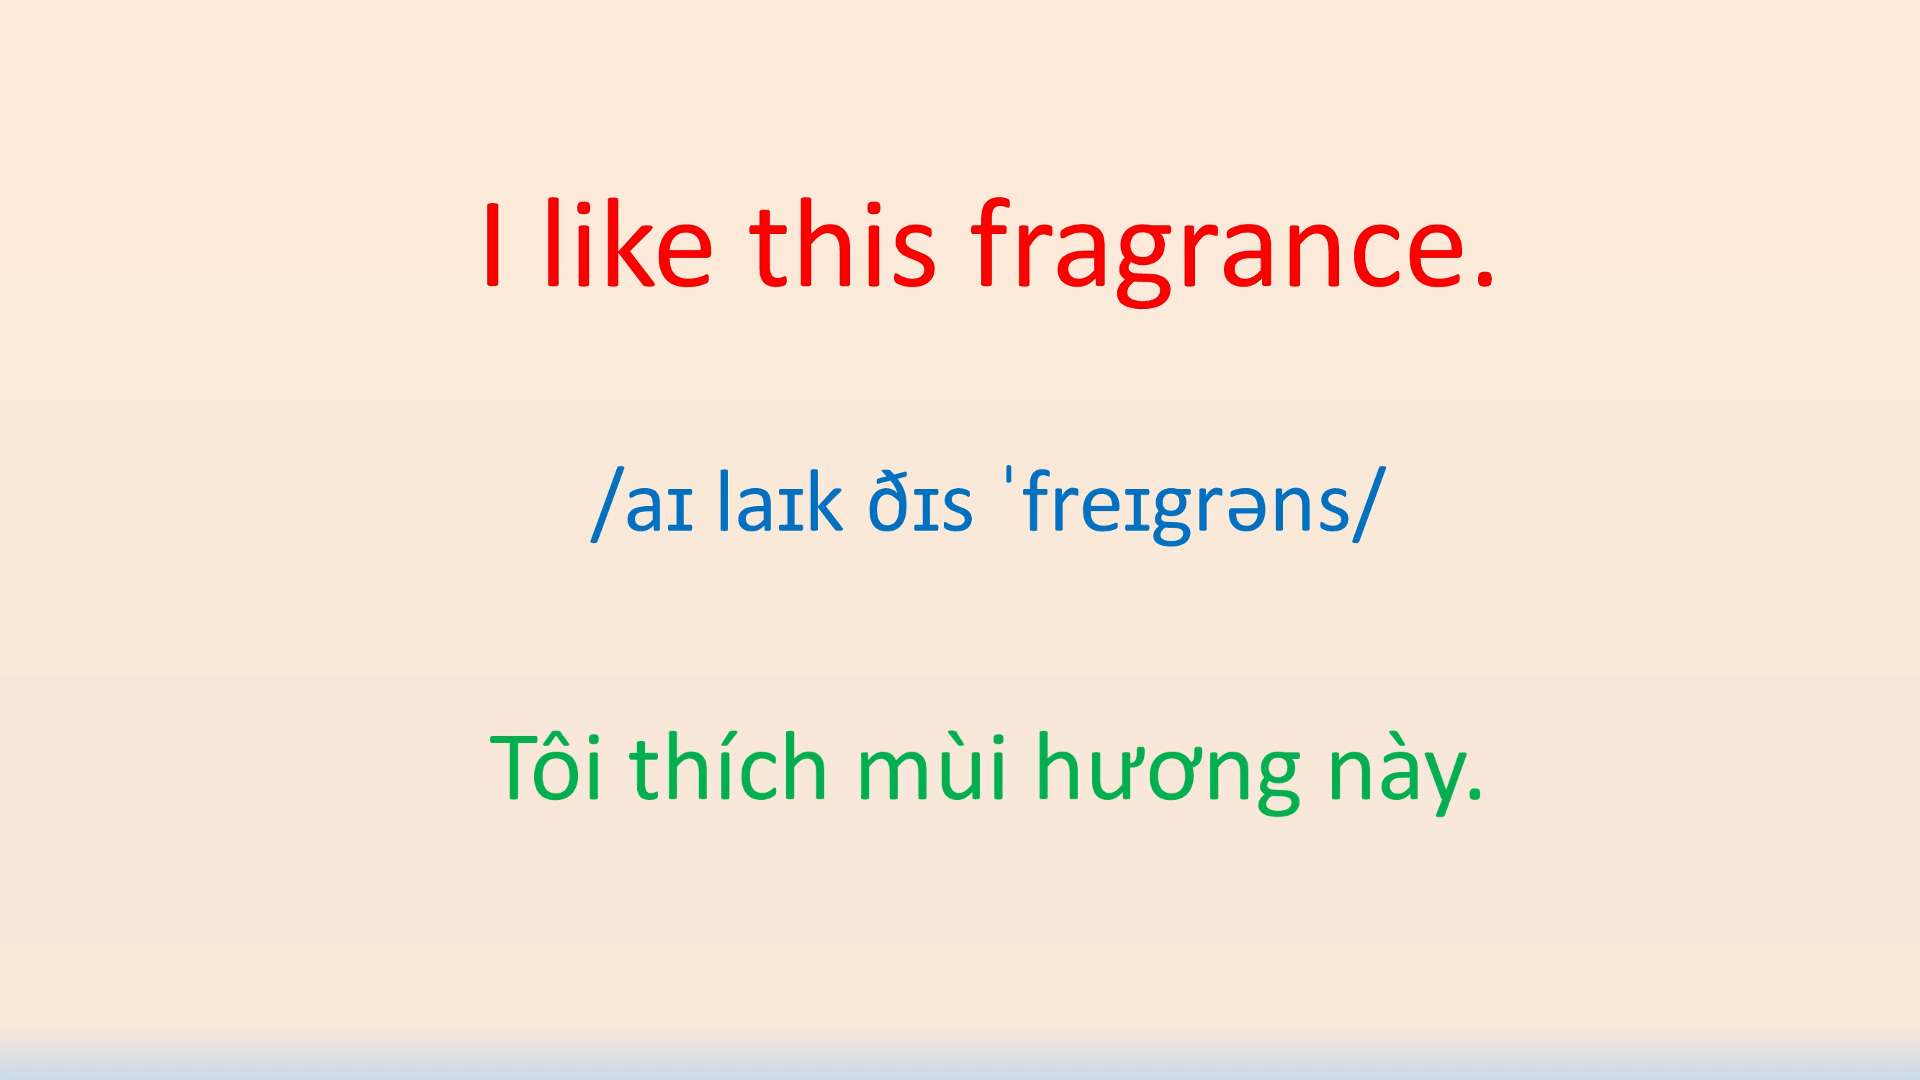 I like this fragrance.
/aɪ laɪk ðɪs ˈfreɪgrəns/
Tôi thích mùi hương này.